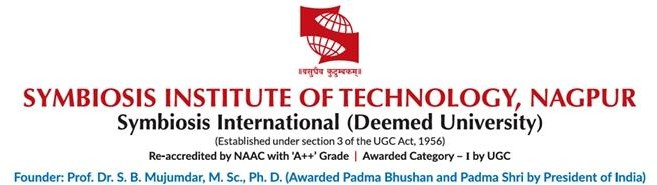 ॥वसुधैव कुटुम्बकम्॥
SYMBIOSIS INSTITUTE OF TECHNOLOGY, NAGPUR
Symbiosis International (Deemed University)
(Established under section 3 of the UGC Act, 1956)
Re-accredited by NAAC with 'A++' Grade | Awarded Category – I by UGC
Founder: Prof. Dr. S. B. Mujumdar, M. Sc., Ph. D. (Awarded Padma Bhushan and Padma Shri by President of India)